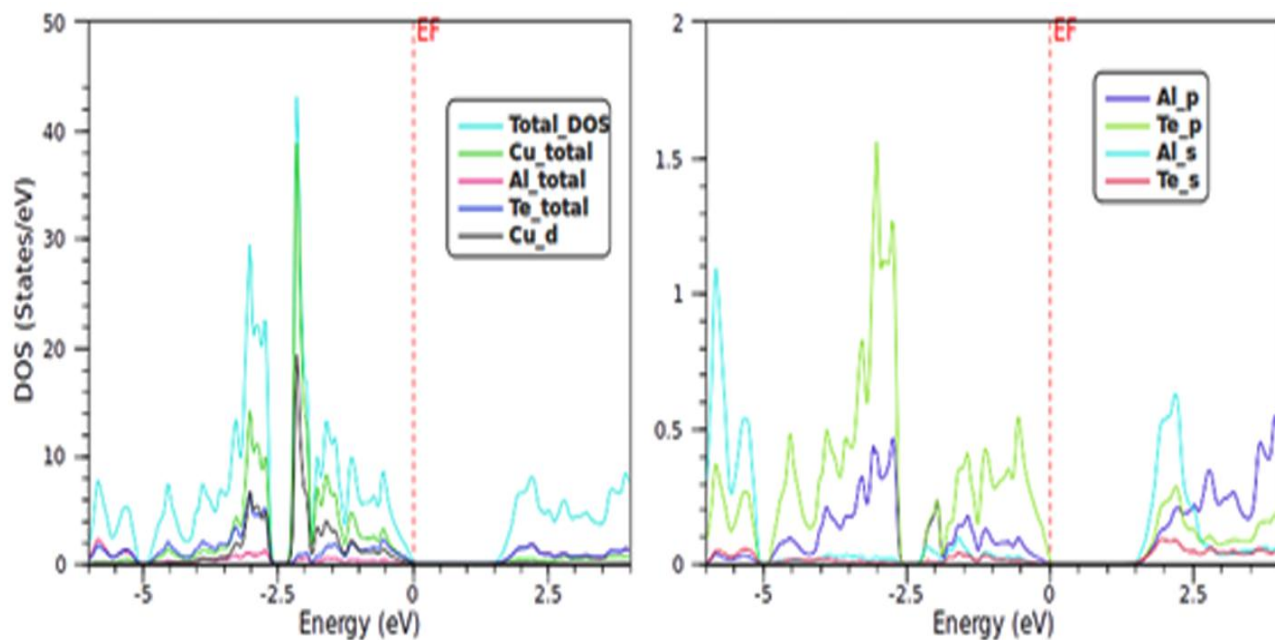 DOS (States/eV)
50
40
30
20
10
0
EF
Total_DOS
Cu_total
Al_total
Te_total
Cu_d
-5
-2.5
0
2.5
Energy (eV)
2
1.5
1
0.5
0
EF
Al_p
Te_p
Al_s
Te_s
-5
-2.5
0
2.5
Energy (eV)